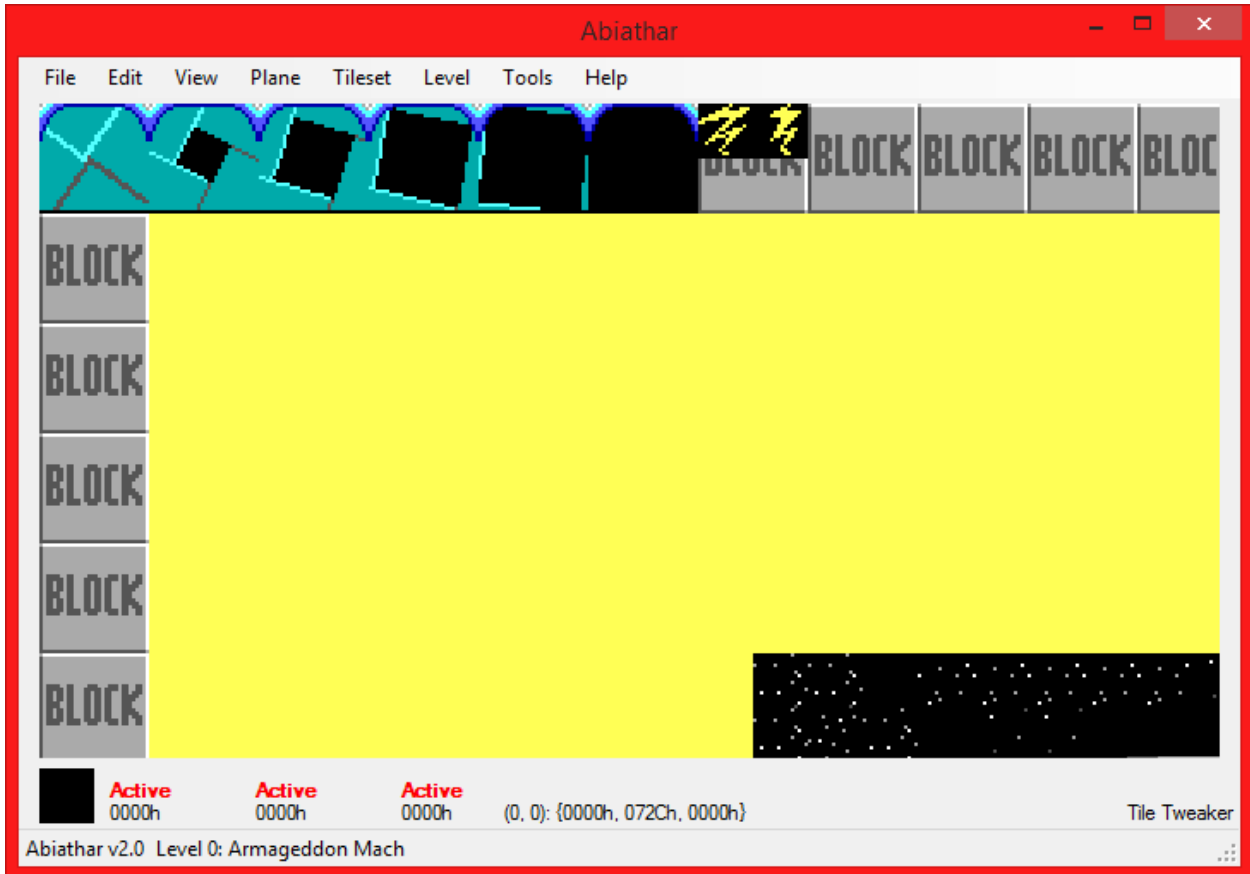 Abiathar
File Edit View Plane Tileset Level Tools Help
BLOCK BLOCK BLOCK BLOCK BLOC
BLOCK
BLOCK
BLOCK
BLOCK
BLOCK
Active Active Active
0000h 0000h 0000h (0, 0): {0000h, 072Ch, 0000h} Tile Tweaker
Abiathar v2.0 Level 0: Armageddon Mach